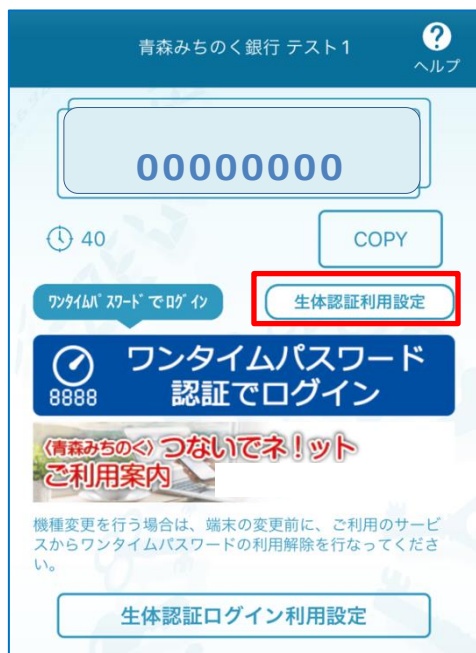 青森みちのく銀行 テスト1
?
ヘルプ
00000000
40
COPY
ﾜﾝﾀｲﾑﾊﾟｽﾜｰﾄﾞでﾛｸﾞｲﾝ
生体認証利用設定
ワンタイムパスワード
8888
認証でログイン
〈青森みちのく〉つないでネ!ット
ご利用案内
機種変更を行う場合は、端末の変更前に、ご利用のサービ
スからワンタイムパスワードの利用解除を行なってくださ
い。
生体認証ログイン利用設定